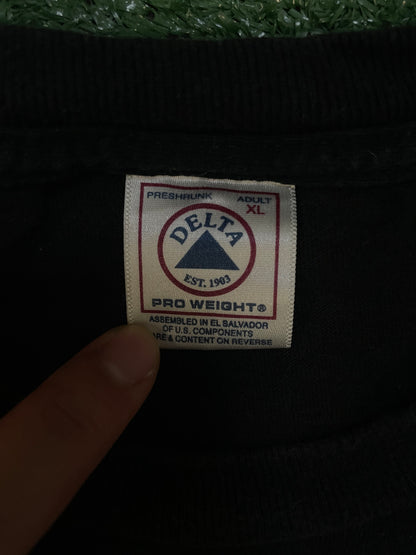 PRESHRUNK ADULT
XL
DELTA
EST. 1903
PRO WEIGHT®
ASSEMBLED IN EL SALVADOR
OF U.S. COMPONENTS
& CONTENT ON REVERSE